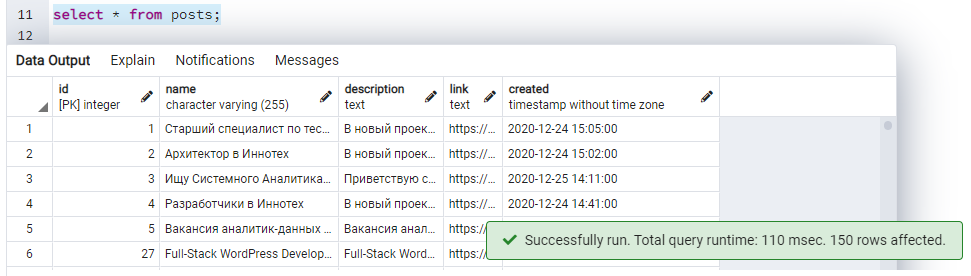 11 select * from posts;
12
Data Output Explain Notifications Messages
id name description link created
[PK] integer character varying (255) text text timestamp without time zone
1 1 Старший специалист по тес... В новый проек... https://... 2020-12-24 15:05:00
2 2 Архитектор в Иннотех В новый проек... https://... 2020-12-24 15:02:00
3 3 Ищу Системного Аналитика... Приветствую с... https://... 2020-12-25 14:11:00
4 4 Разработчики в Иннотех В новый проек... https://... 2020-12-24 14:41:00
5 5 Вакансия аналитик-данных ... Вакансия анал...
6 27 Full-Stack WordPress Develop... Full-Stack Word...
Successfully run. Total query runtime: 110 msec. 150 rows affected.